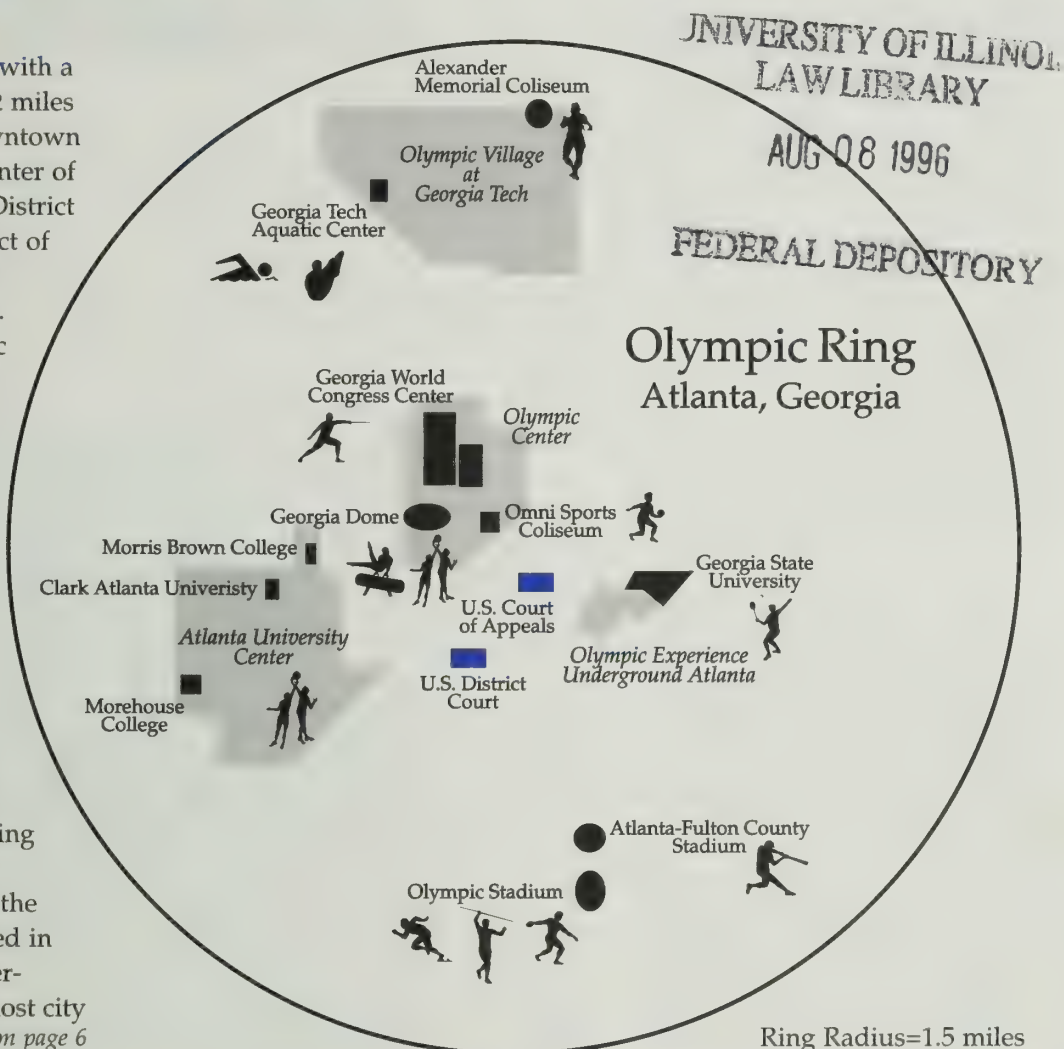 with a
2 miles
wntown
nter of
District
ct of
c
ing
the
ed in
er-
ost city
m page 6
UNIVERSITY OF ILLINOI
LAW LIBRARY
AUG 08 1996
FEDERAL DEPOSITORY
Olympic Ring
Atlanta, Georgia
Alexander
Memorial Coliseum
Olympic Village
at
Georgia Tech
Georgia Tech
Aquatic Center
Georgia World
Congress Center
Olympic
Center
Georgia Dome
Omni Sports
Coliseum
Morris Brown College
Clark Atlanta Univeristy
Georgia State
University
U.S. Court
of Appeals
Atlanta University
Center
Olympic Experience
Underground Atlanta
U.S. District
Court
Morehouse
College
Atlanta-Fulton County
Stadium
Olympic Stadium
Ring Radius=1.5 miles